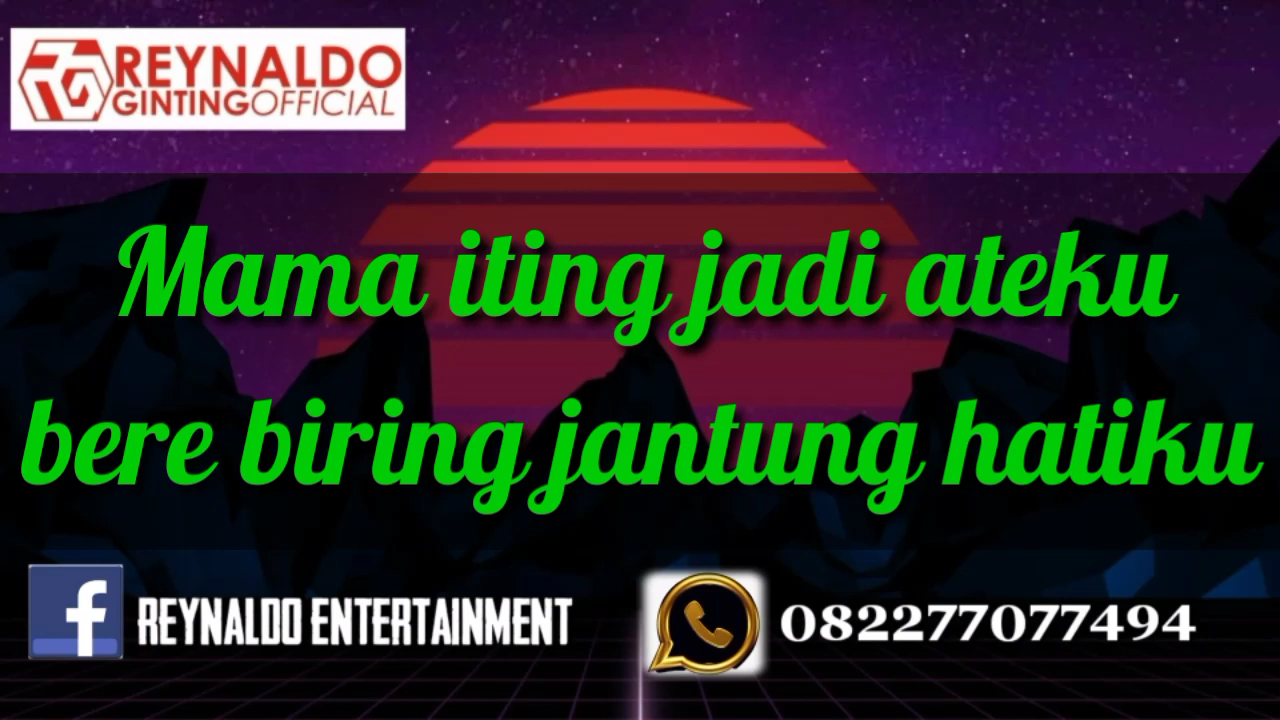 REYNALDO
GINTINGOFFICIAL
Mama iting jadi ateku
bere biring jantung hatiku
f REYNALDO ENTERTAINMENT
082277077494